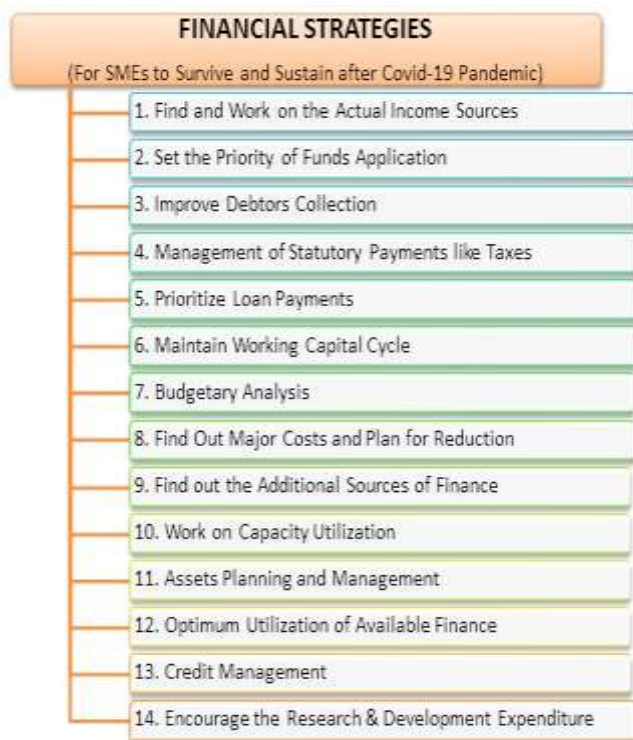 FINANCIAL STRATEGIES
(For SMEs to Survive and Sustain after Covid-19 Pandemic)
1. Find and Work on the Actual Income Sources
2. Set the Priority of Funds Application
3. Improve Debtors Collection
4. Management of Statutory Payments like Taxes
5. Prioritize Loan Payments
6. Maintain Working Capital Cycle
7. Budgetary Analysis
8. Find Out Major Costs and Plan for Reduction
9. Find out the Additional Sources of Finance
10. Work on Capacity Utilization
11. Assets Planning and Management
12. Optimum Utilization of Available Finance
13. Credit Management
14. Encourage the Research & Development Expenditure